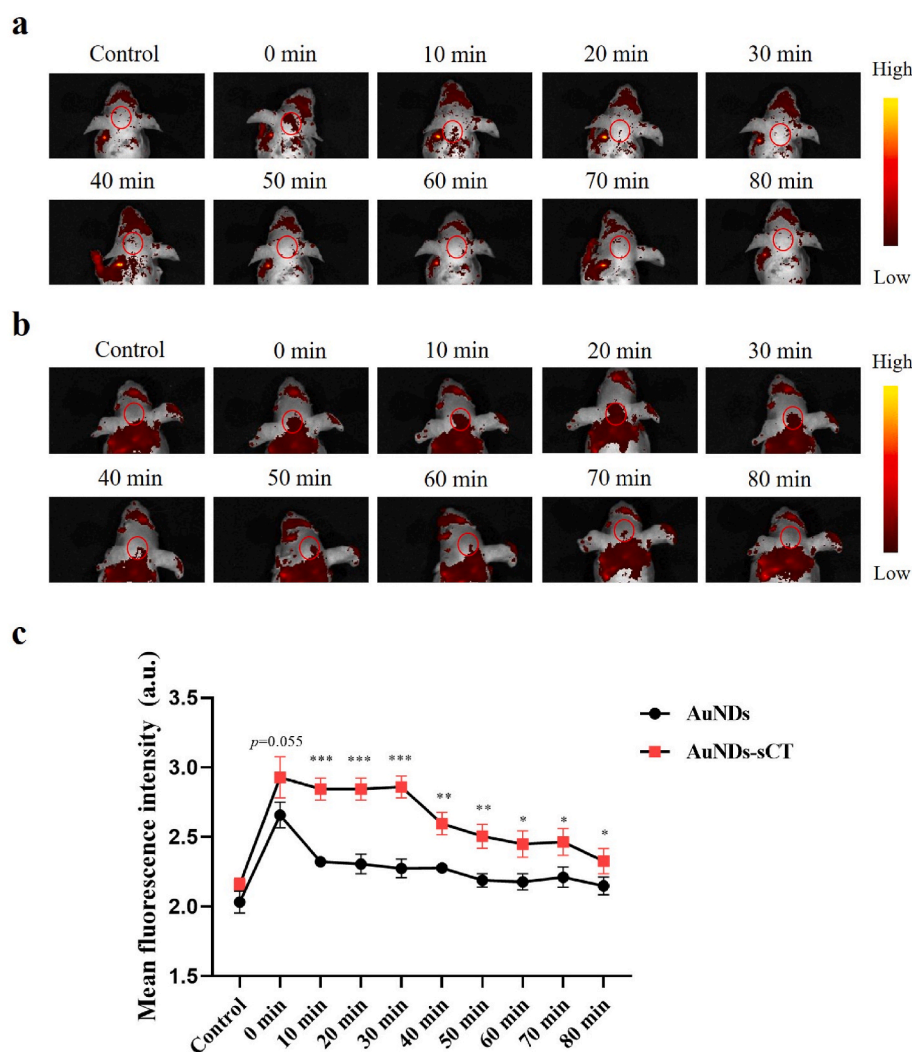 a
Control 0 min 10 min 20 min 30 min
High
40 min 50 min 60 min 70 min 80 min
Low
b
Control 0 min 10 min 20 min 30 min
High
40 min 50 min 60 min 70 min 80 min
Low
c
Mean fluorescence intensity (a.u.)
3.5
3.0
2.5
2.0
1.5
p=0.055
***
***
***
**
**
*
*
*
AuNDs
AuNDs-sCT
Control 0 min 10 min 20 min 30 min 40 min 50 min 60 min 70 min 80 min